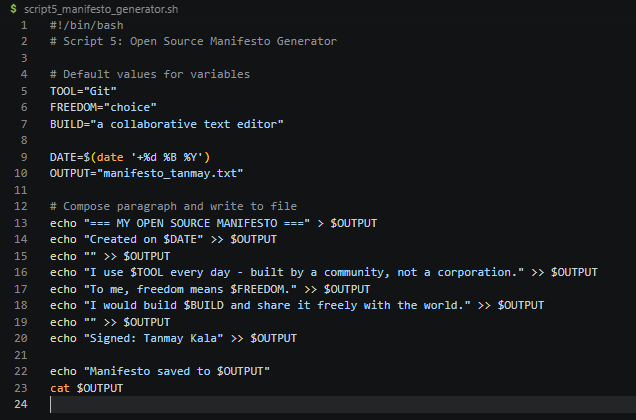 $ script5_manifesto_generator.sh
1 #!/bin/bash
2 # Script 5: Open Source Manifesto Generator
3
4 # Default values for variables
5 TOOL="Git"
6 FREEDOM="choice"
7 BUILD="a collaborative text editor"
8
9 DATE=$(date '+%d %B %Y')
10 OUTPUT="manifesto_tanmay.txt"
11
12 # Compose paragraph and write to file
13 echo "=== MY OPEN SOURCE MANIFESTO ===" > $OUTPUT
14 echo "Created on $DATE" >> $OUTPUT
15 echo "" >> $OUTPUT
16 echo "I use $TOOL every day - built by a community, not a corporation." >> $OUTPUT
17 echo "To me, freedom means $FREEDOM." >> $OUTPUT
18 echo "I would build $BUILD and share it freely with the world." >> $OUTPUT
19 echo "" >> $OUTPUT
20 echo "Signed: Tanmay Kala" >> $OUTPUT
21
22 echo "Manifesto saved to $OUTPUT"
23 cat $OUTPUT
24